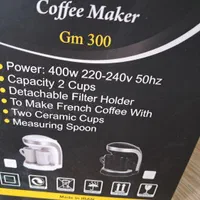 Coffee Maker
Gm 300
• Power: 400w 220-240v 50hz
• Capacity 2 Cups
• Detachable Filter Holder
• To Make French Coffee With
• Two Ceramic Cups
• Measuring Spoon